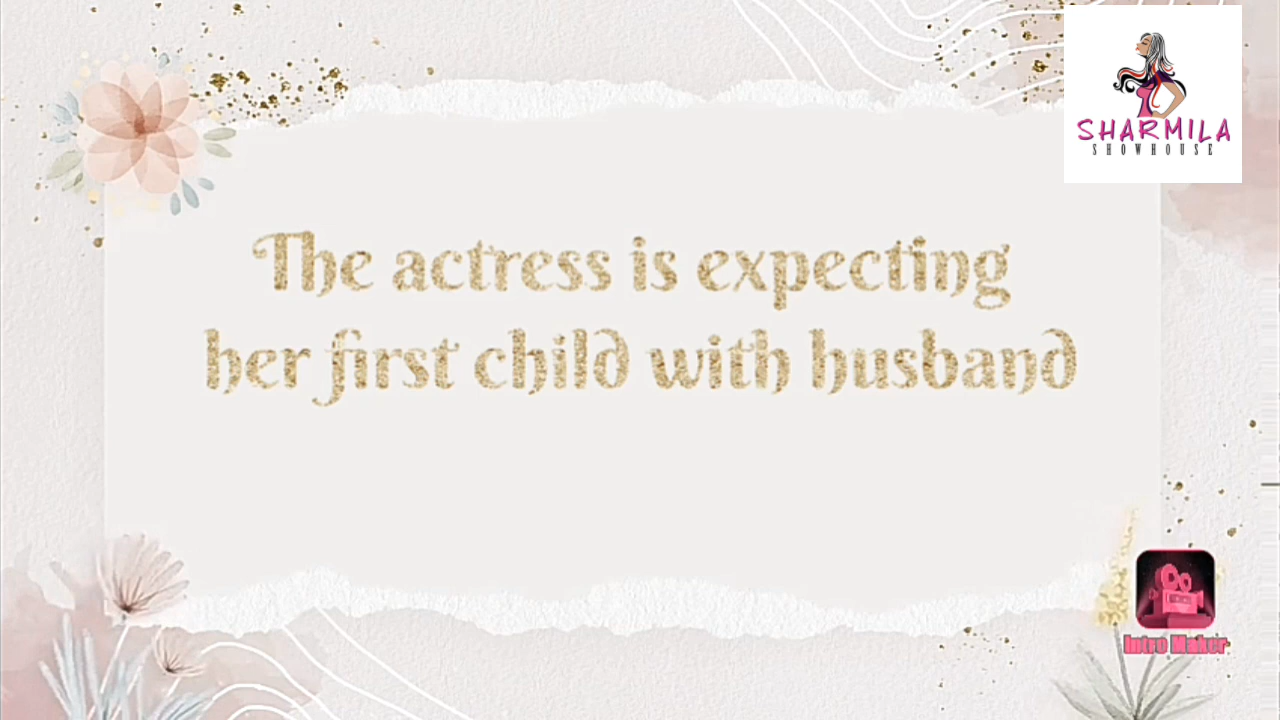 SHARMILA
SHOWHOUSE
The actress is expecting
her first child with husband
Intro Maker